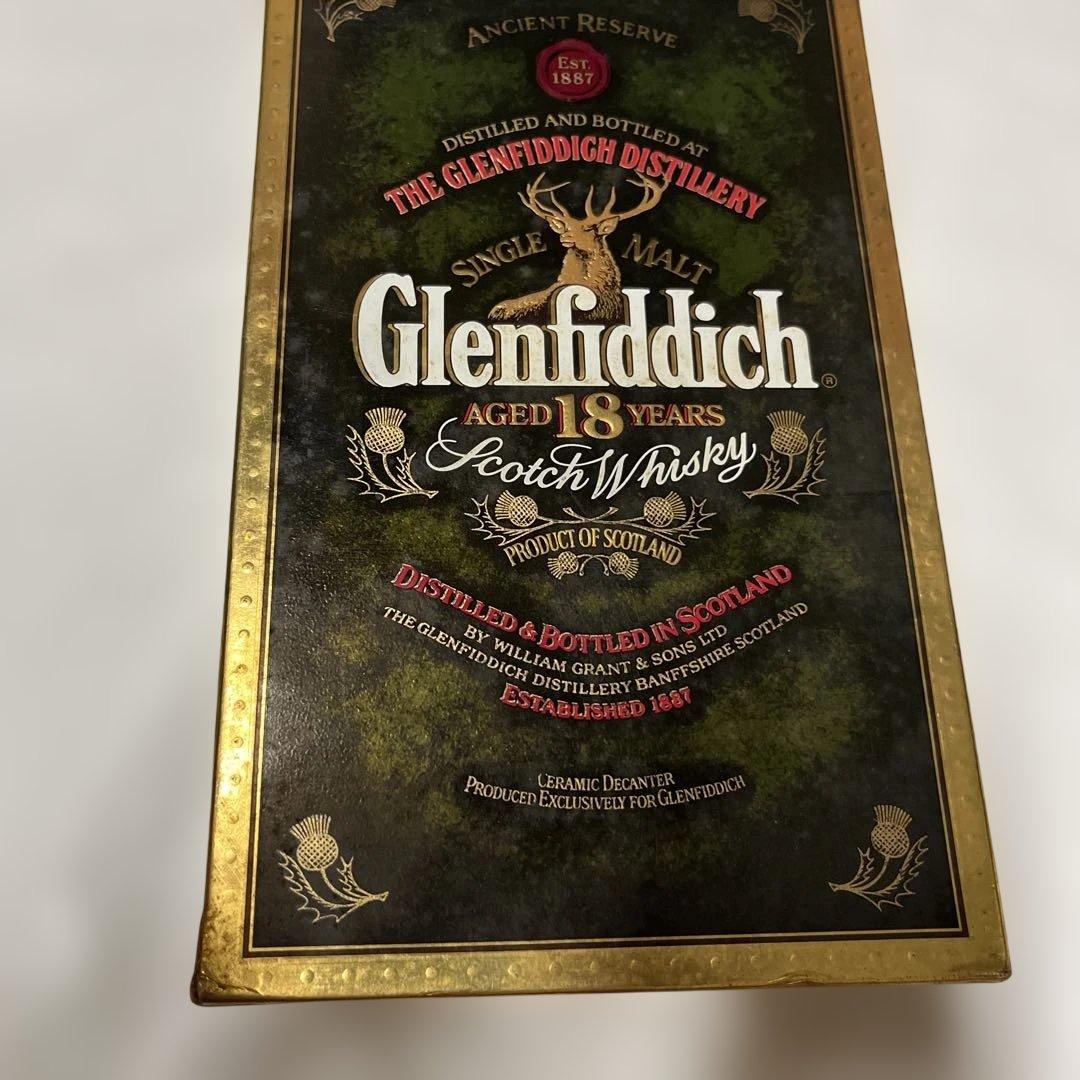 ANCIENT RESERVE
EST.
1887
DISTILLED AND BOTTLED AT
THE GLENFIDDICH DISTILLERY
SINGLE MALT
Glenfiddich®
AGED 18 YEARS
Scotch Whisky
PRODUCT OF SCOTLAND
DISTILLED & BOTTLED IN SCOTLAND
BY WILLIAM GRANT & SONS LTD
THE GLENFIDDICH DISTILLERY BANFFSHIRE SCOTLAND
ESTABLISHED 1887
CERAMIC DECANTER
PRODUCED EXCLUSIVELY FOR GLENFIDDICH